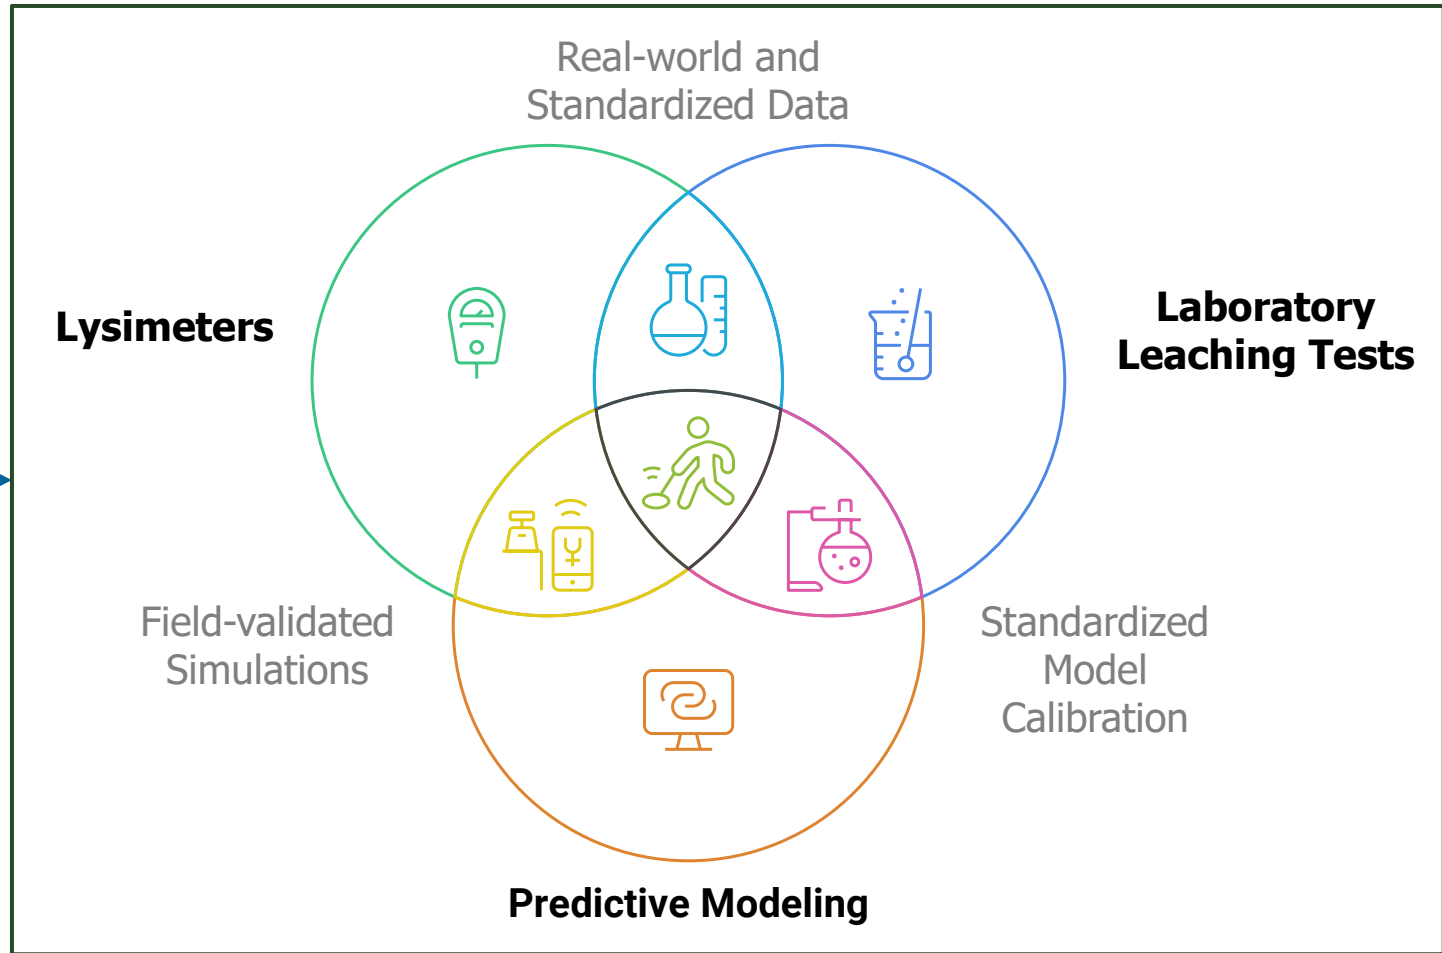 Real-world and
Standardized Data
Lysimeters
Laboratory
Leaching Tests
Field-validated
Simulations
Standardized
Model
Calibration
Predictive Modeling